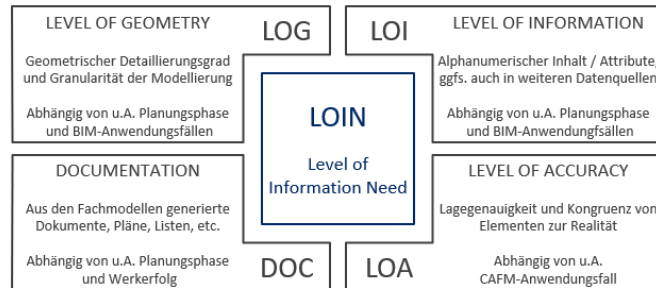 LEVEL OF GEOMETRY
LOG
Geometrischer Detaillierungsgrad
und Granularität der Modellierung
Abhängig von u.A. Planungsphase
und BIM-Anwendungsfällen
LOI
LEVEL OF INFORMATION
Alphanumerischer Inhalt / Attribute,
ggfs. auch in weiteren Datenquellen
Abhängig von u.A. Planungsphase
und BIM-Anwendungfsällen
LOIN
Level of
Information Need
DOCUMENTATION
Aus den Fachmodellen generierte
Dokumente, Pläne, Listen, etc.
Abhängig von u.A. Planungsphase
und Werkerfolg
DOC
LEVEL OF ACCURACY
Lagegenauigkeit und Kongruenz von
Elementen zur Realität
Abhängig von u.A.
CAFM-Anwendungsfall
LOA